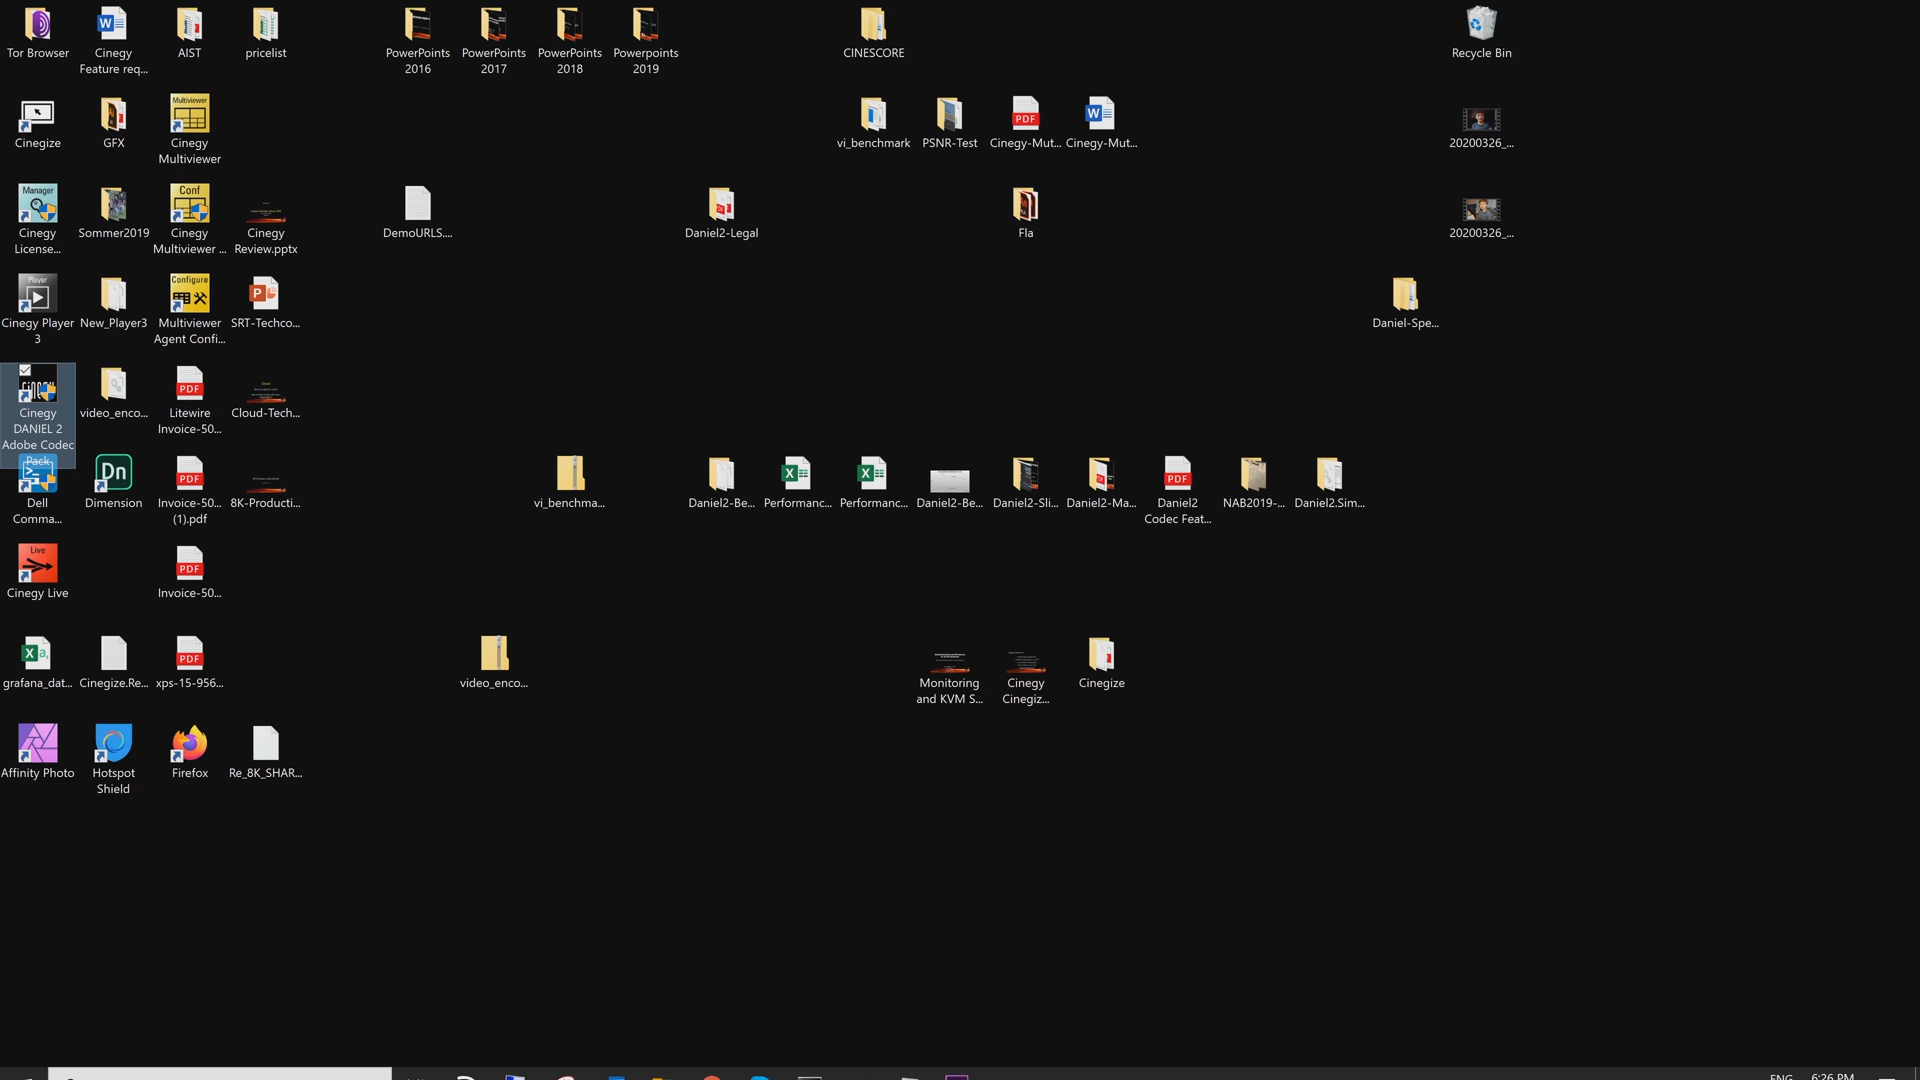 Tor Browser
Cinegy
Feature req...
AIST
pricelist
PowerPoints
2016
PowerPoints
2017
PowerPoints
2018
Powerpoints
2019
CINESCORE
Recycle Bin
Cinegize
GFX
Multiviewer
Cinegy
Multiviewer
vi_benchmark
PSNR-Test
PDF
Cinegy-Mut...
W
Cinegy-Mut...
20200326_...
Manager
Cinegy
License...
Sommer2019
Conf
Cinegy
Multiviewer ...
Cinegy
Review.pptx
DemoURLS....
Daniel2-Legal
Fla
20200326_...
Player
Cinegy Player
3
New_Player3
Configure
Multiviewer
Agent Confi...
P
SRT-Techco...
Daniel-Spe...
Cinegy
DANIEL 2
Adobe Codec
Pack
video_enco...
PDF
Litewire
Invoice-50...
Cloud-Tech...
Dell
Comma...
Dn
Dimension
PDF
Invoice-50...
(1).pdf
8K-Producti...
vi_benchma...
Daniel2-Be...
X
Performanc...
X
Performanc...
Daniel2-Be...
Daniel2-Sli...
Daniel2-Ma...
PDF
Daniel2
Codec Feat...
NAB2019-...
Daniel2.Sim...
Live
Cinegy Live
PDF
Invoice-50...
X a,
grafana_dat...
Cinegize.Re...
PDF
xps-15-956...
video_enco...
Monitoring
and KVM S...
Cinegy
Cinegiz...
Cinegize
Affinity Photo
Hotspot
Shield
Firefox
Re_8K_SHAR...
ENG
6:26 PM